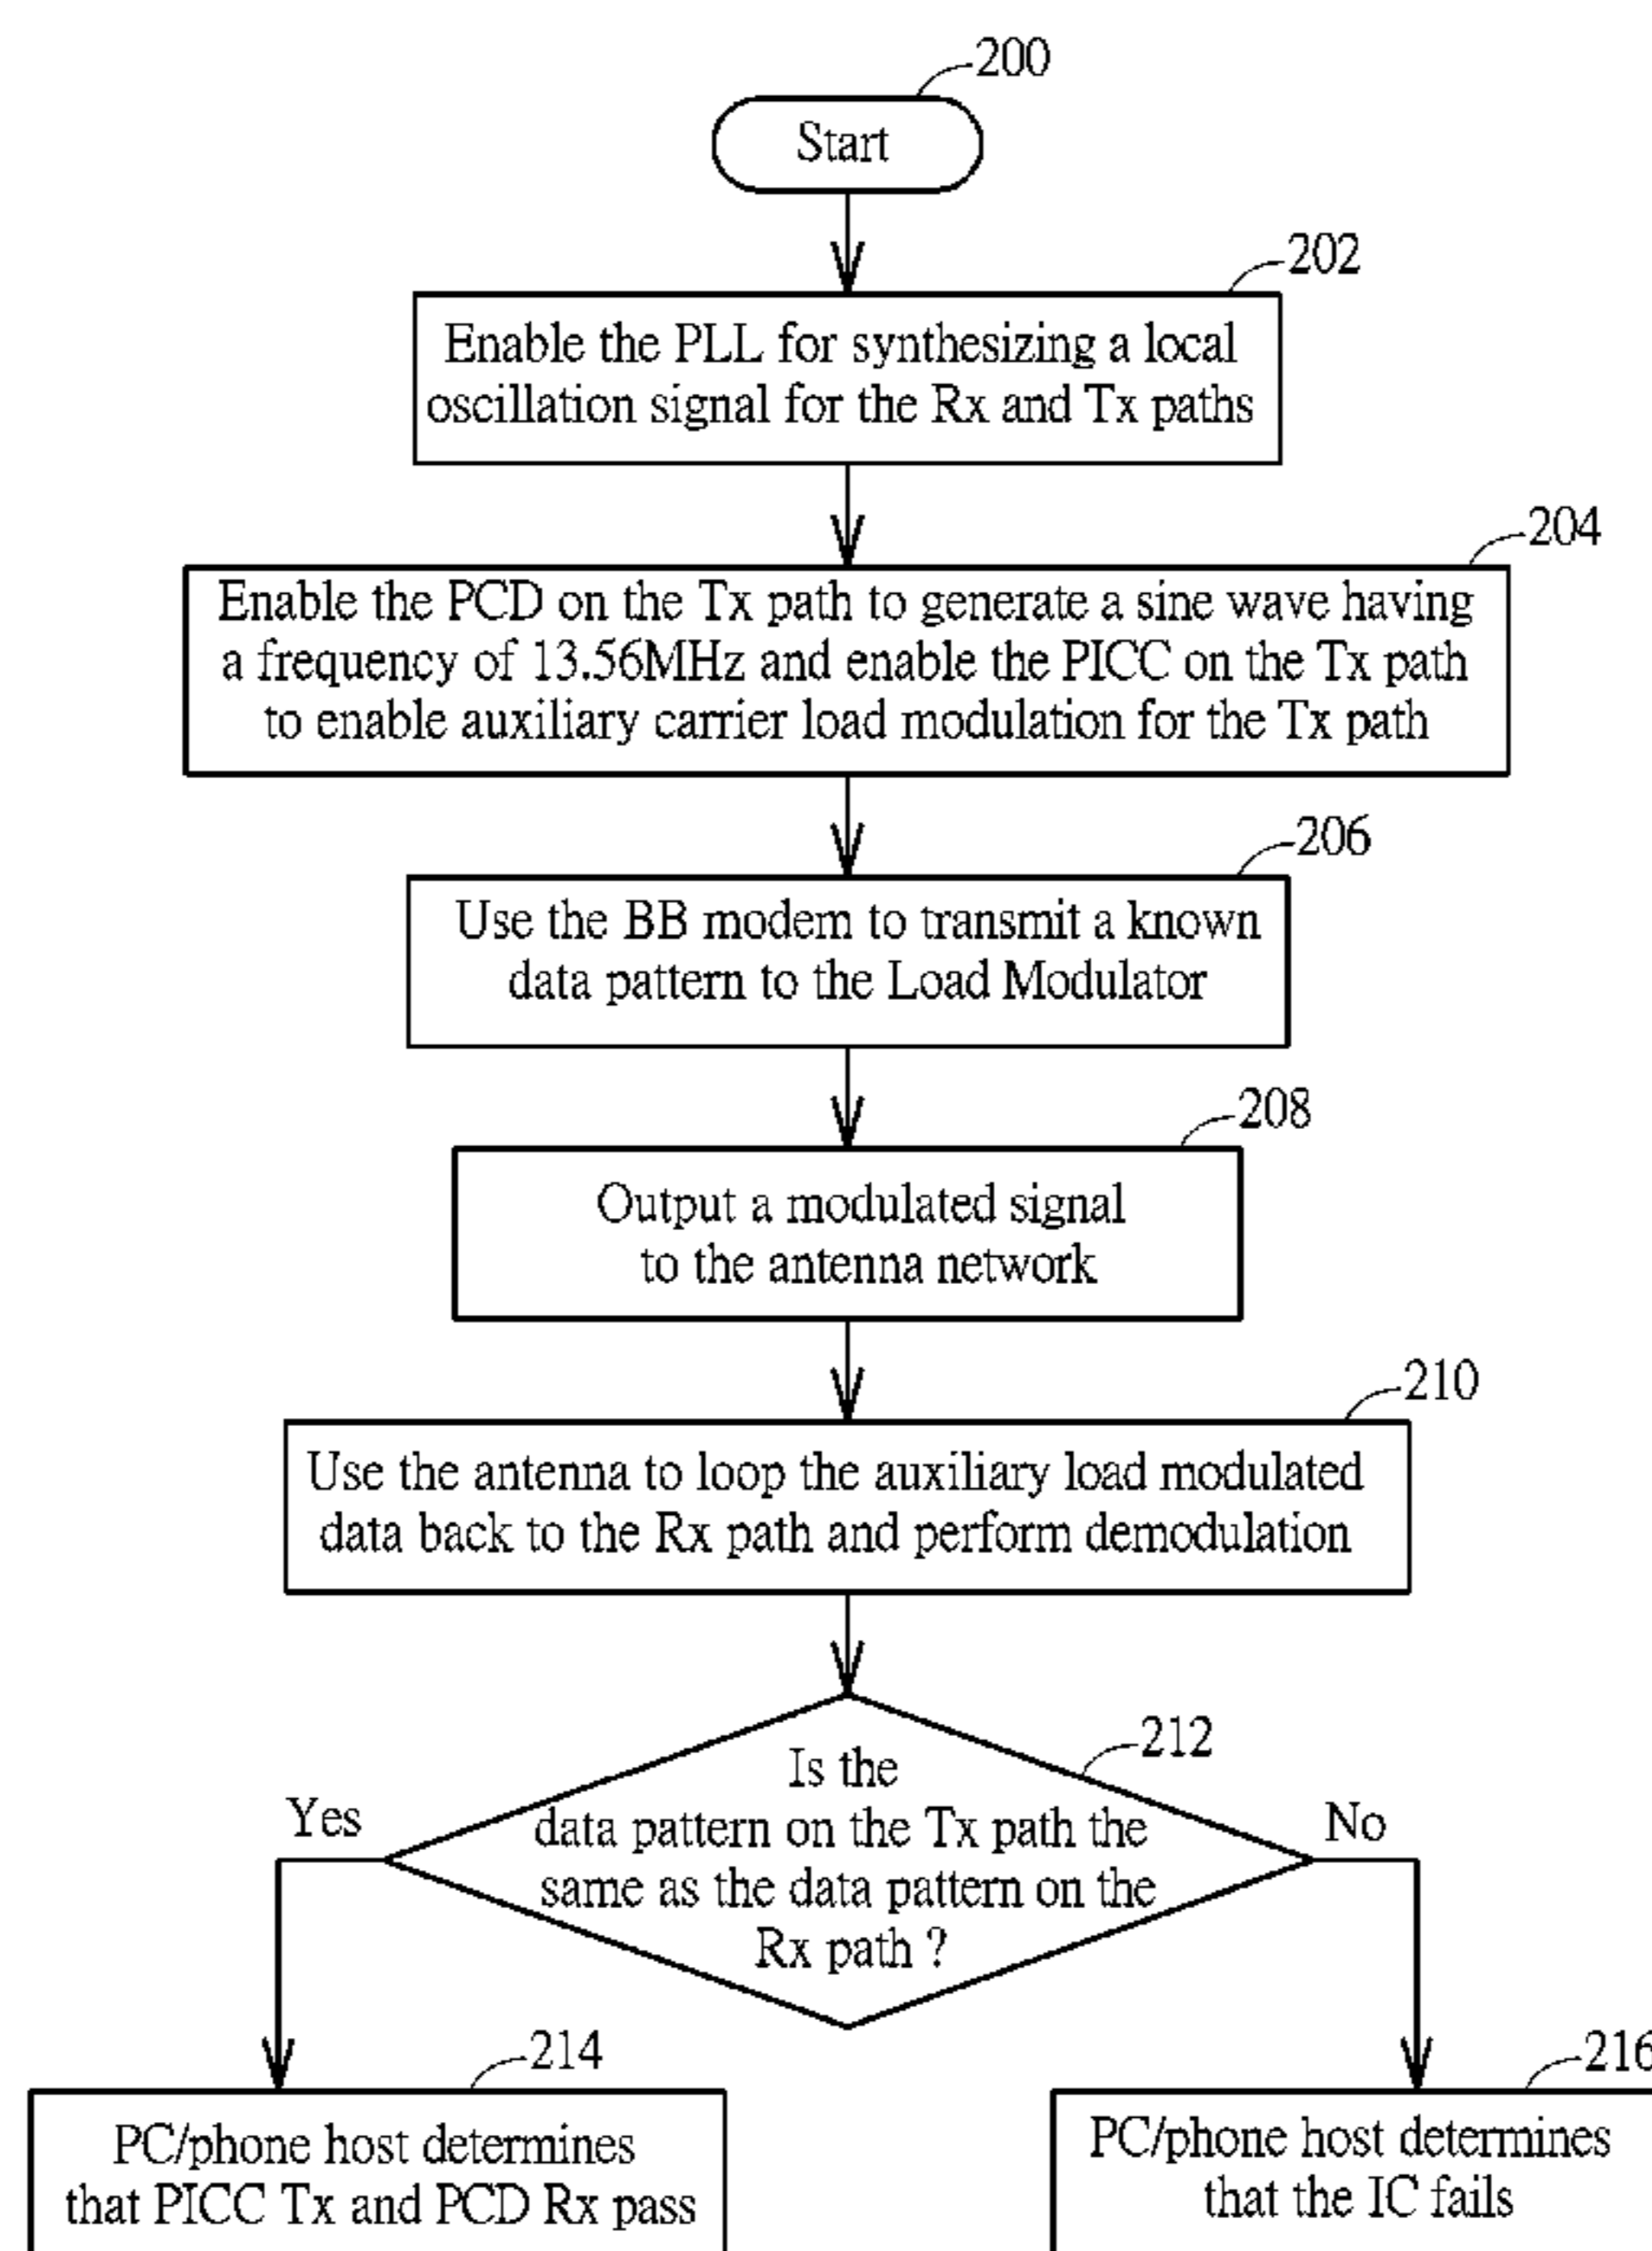 200
Start
202
Enable the PLL for synthesizing a local
oscillation signal for the Rx and Tx paths
204
Enable the PCD on the Tx path to generate a sine wave having
a frequency of 13.56MHz and enable the PICC on the Tx path
to enable auxiliary carrier load modulation for the Tx path
206
Use the BB modem to transmit a known
data pattern to the Load Modulator
208
Output a modulated signal
to the antenna network
210
Use the antenna to loop the auxiliary load modulated
data back to the Rx path and perform demodulation
212
Is the
data pattern on the Tx path the
same as the data pattern on the
Rx path ?
Yes
No
214
PC/phone host determines
that PICC Tx and PCD Rx pass
216
PC/phone host determines
that the IC fails